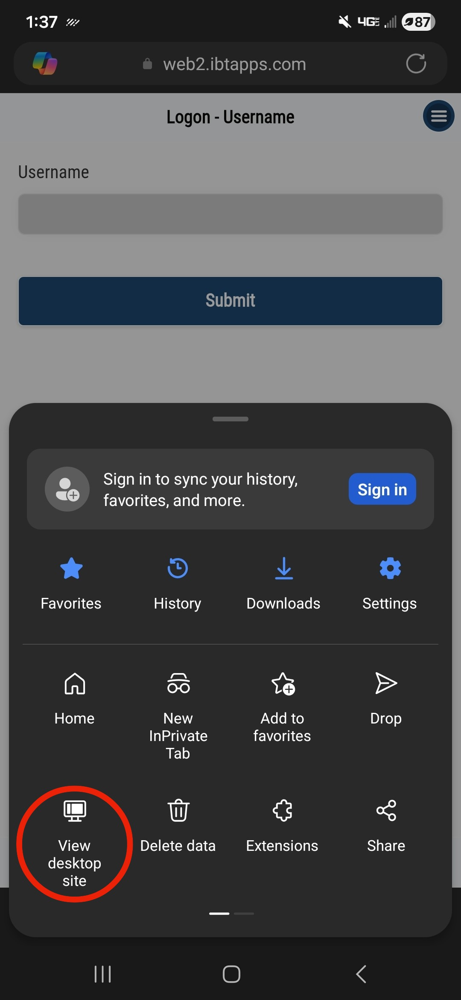 1:37
4G LTE
87
web2.ibtapps.com
Logon - Username
Username
Submit
Sign in to sync your history,
favorites, and more.
Sign in
Favorites
History
Downloads
Settings
Home
New
InPrivate
Tab
Add to
favorites
Drop
View
desktop
site
Delete data
Extensions
Share